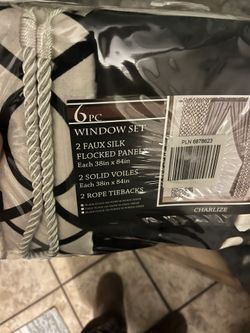 6PC
WINDOW SET
2 FAUX SILK
FLOCKED PANELS
Each 38in x 84in
2 SOLID VOILES
Each 38in x 84in
2 ROPE TIEBACKS
PLN 6878623
CHARLIZE